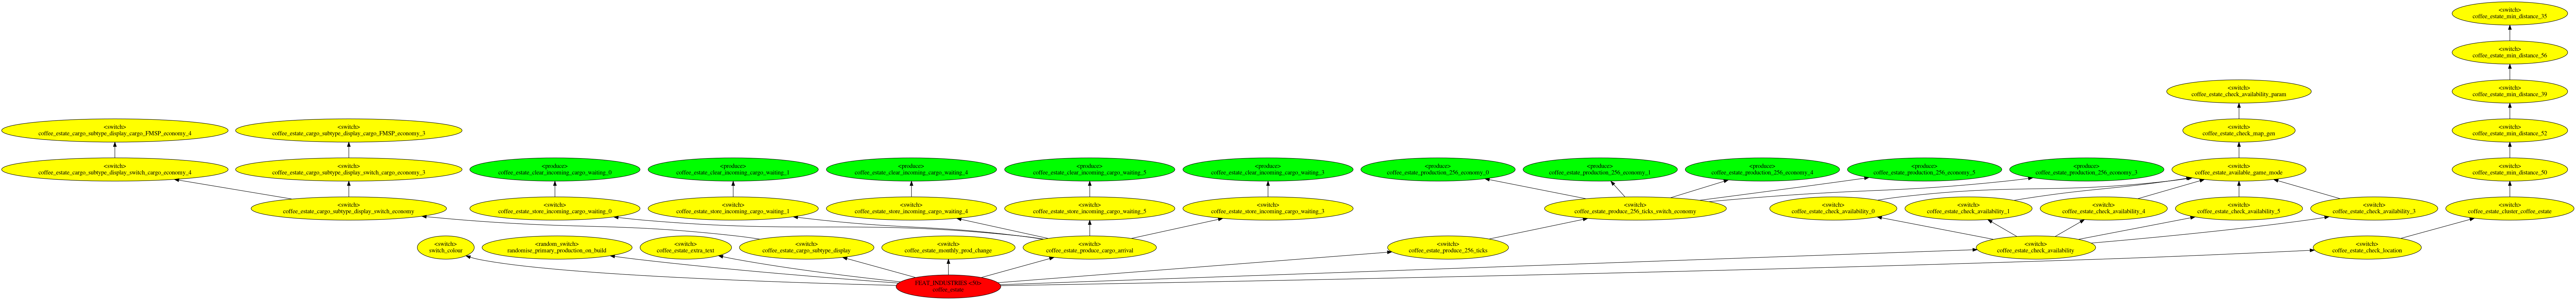 <switch>
coffee_estate_min_distance_35
<switch>
coffee_estate_min_distance_56
<switch>
coffee_estate_check_availability_param
<switch>
coffee_estate_min_distance_39
<switch>
coffee_estate_cargo_subtype_display_cargo_FMSP_economy_4
<switch>
coffee_estate_cargo_subtype_display_cargo_FMSP_economy_3
<switch>
coffee_estate_check_map_gen
<switch>
coffee_estate_min_distance_52
<switch>
coffee_estate_cargo_subtype_display_switch_cargo_economy_4
<switch>
coffee_estate_cargo_subtype_display_switch_cargo_economy_3
<produce>
coffee_estate_clear_incoming_cargo_waiting_0
<produce>
coffee_estate_clear_incoming_cargo_waiting_1
<produce>
coffee_estate_clear_incoming_cargo_waiting_4
<produce>
coffee_estate_clear_incoming_cargo_waiting_5
<produce>
coffee_estate_clear_incoming_cargo_waiting_3
<produce>
coffee_estate_production_256_economy_0
<produce>
coffee_estate_production_256_economy_1
<produce>
coffee_estate_production_256_economy_4
<produce>
coffee_estate_production_256_economy_5
<produce>
coffee_estate_production_256_economy_3
<switch>
coffee_estate_available_game_mode
<switch>
coffee_estate_min_distance_50
<switch>
coffee_estate_cargo_subtype_display_switch_economy
<switch>
coffee_estate_store_incoming_cargo_waiting_0
<switch>
coffee_estate_store_incoming_cargo_waiting_1
<switch>
coffee_estate_store_incoming_cargo_waiting_4
<switch>
coffee_estate_store_incoming_cargo_waiting_5
<switch>
coffee_estate_store_incoming_cargo_waiting_3
<switch>
coffee_estate_produce_256_ticks_switch_economy
<switch>
coffee_estate_check_availability_0
<switch>
coffee_estate_check_availability_1
<switch>
coffee_estate_check_availability_4
<switch>
coffee_estate_check_availability_5
<switch>
coffee_estate_check_availability_3
<switch>
coffee_estate_cluster_coffee_estate
<switch>
switch_colour
<random_switch>
randomise_primary_production_on_build
<switch>
coffee_estate_extra_text
<switch>
coffee_estate_cargo_subtype_display
<switch>
coffee_estate_monthly_prod_change
<switch>
coffee_estate_produce_cargo_arrival
<switch>
coffee_estate_produce_256_ticks
<switch>
coffee_estate_check_availability
<switch>
coffee_estate_check_location
FEAT_INDUSTRIES
coffee_estate